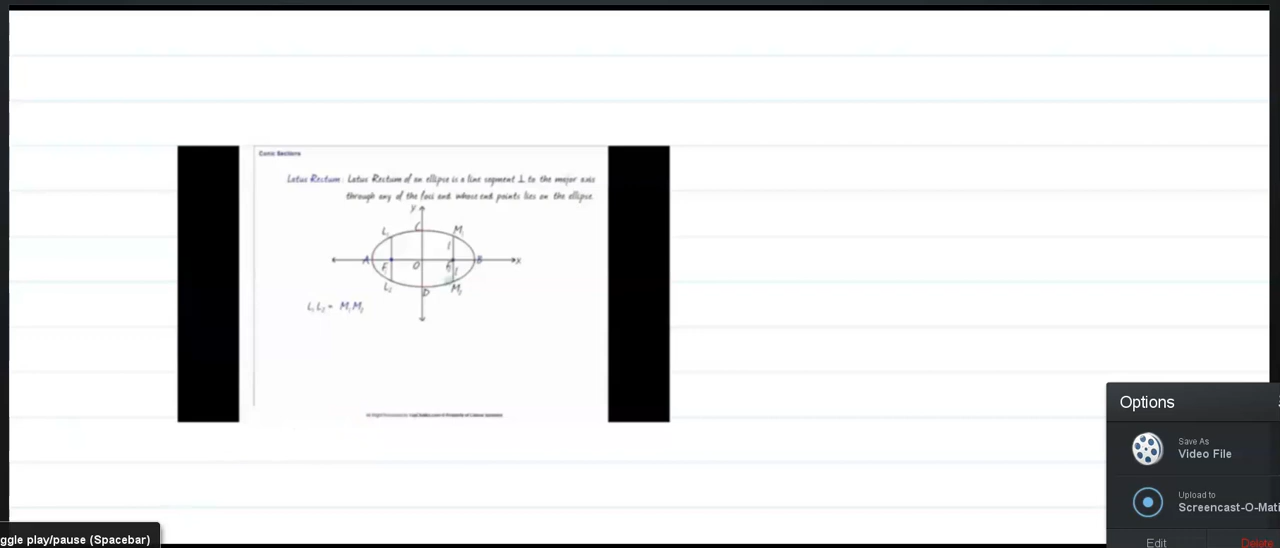 Conic Sections
Latus Rectum : Latus Rectum of an ellipse is a line segment ⊥ to the major axis
through any of the foci and whose end points lies on the ellipse.
Y
C
L₁ M₁
l
A F₁ O F₂ B X
l
L₂ D M₂
L₁L₂ = M₁M₂
Options
Save As
Video File
Upload to
Screencast-O-Mati
Edit Delete
ggle play/pause (Spacebar)